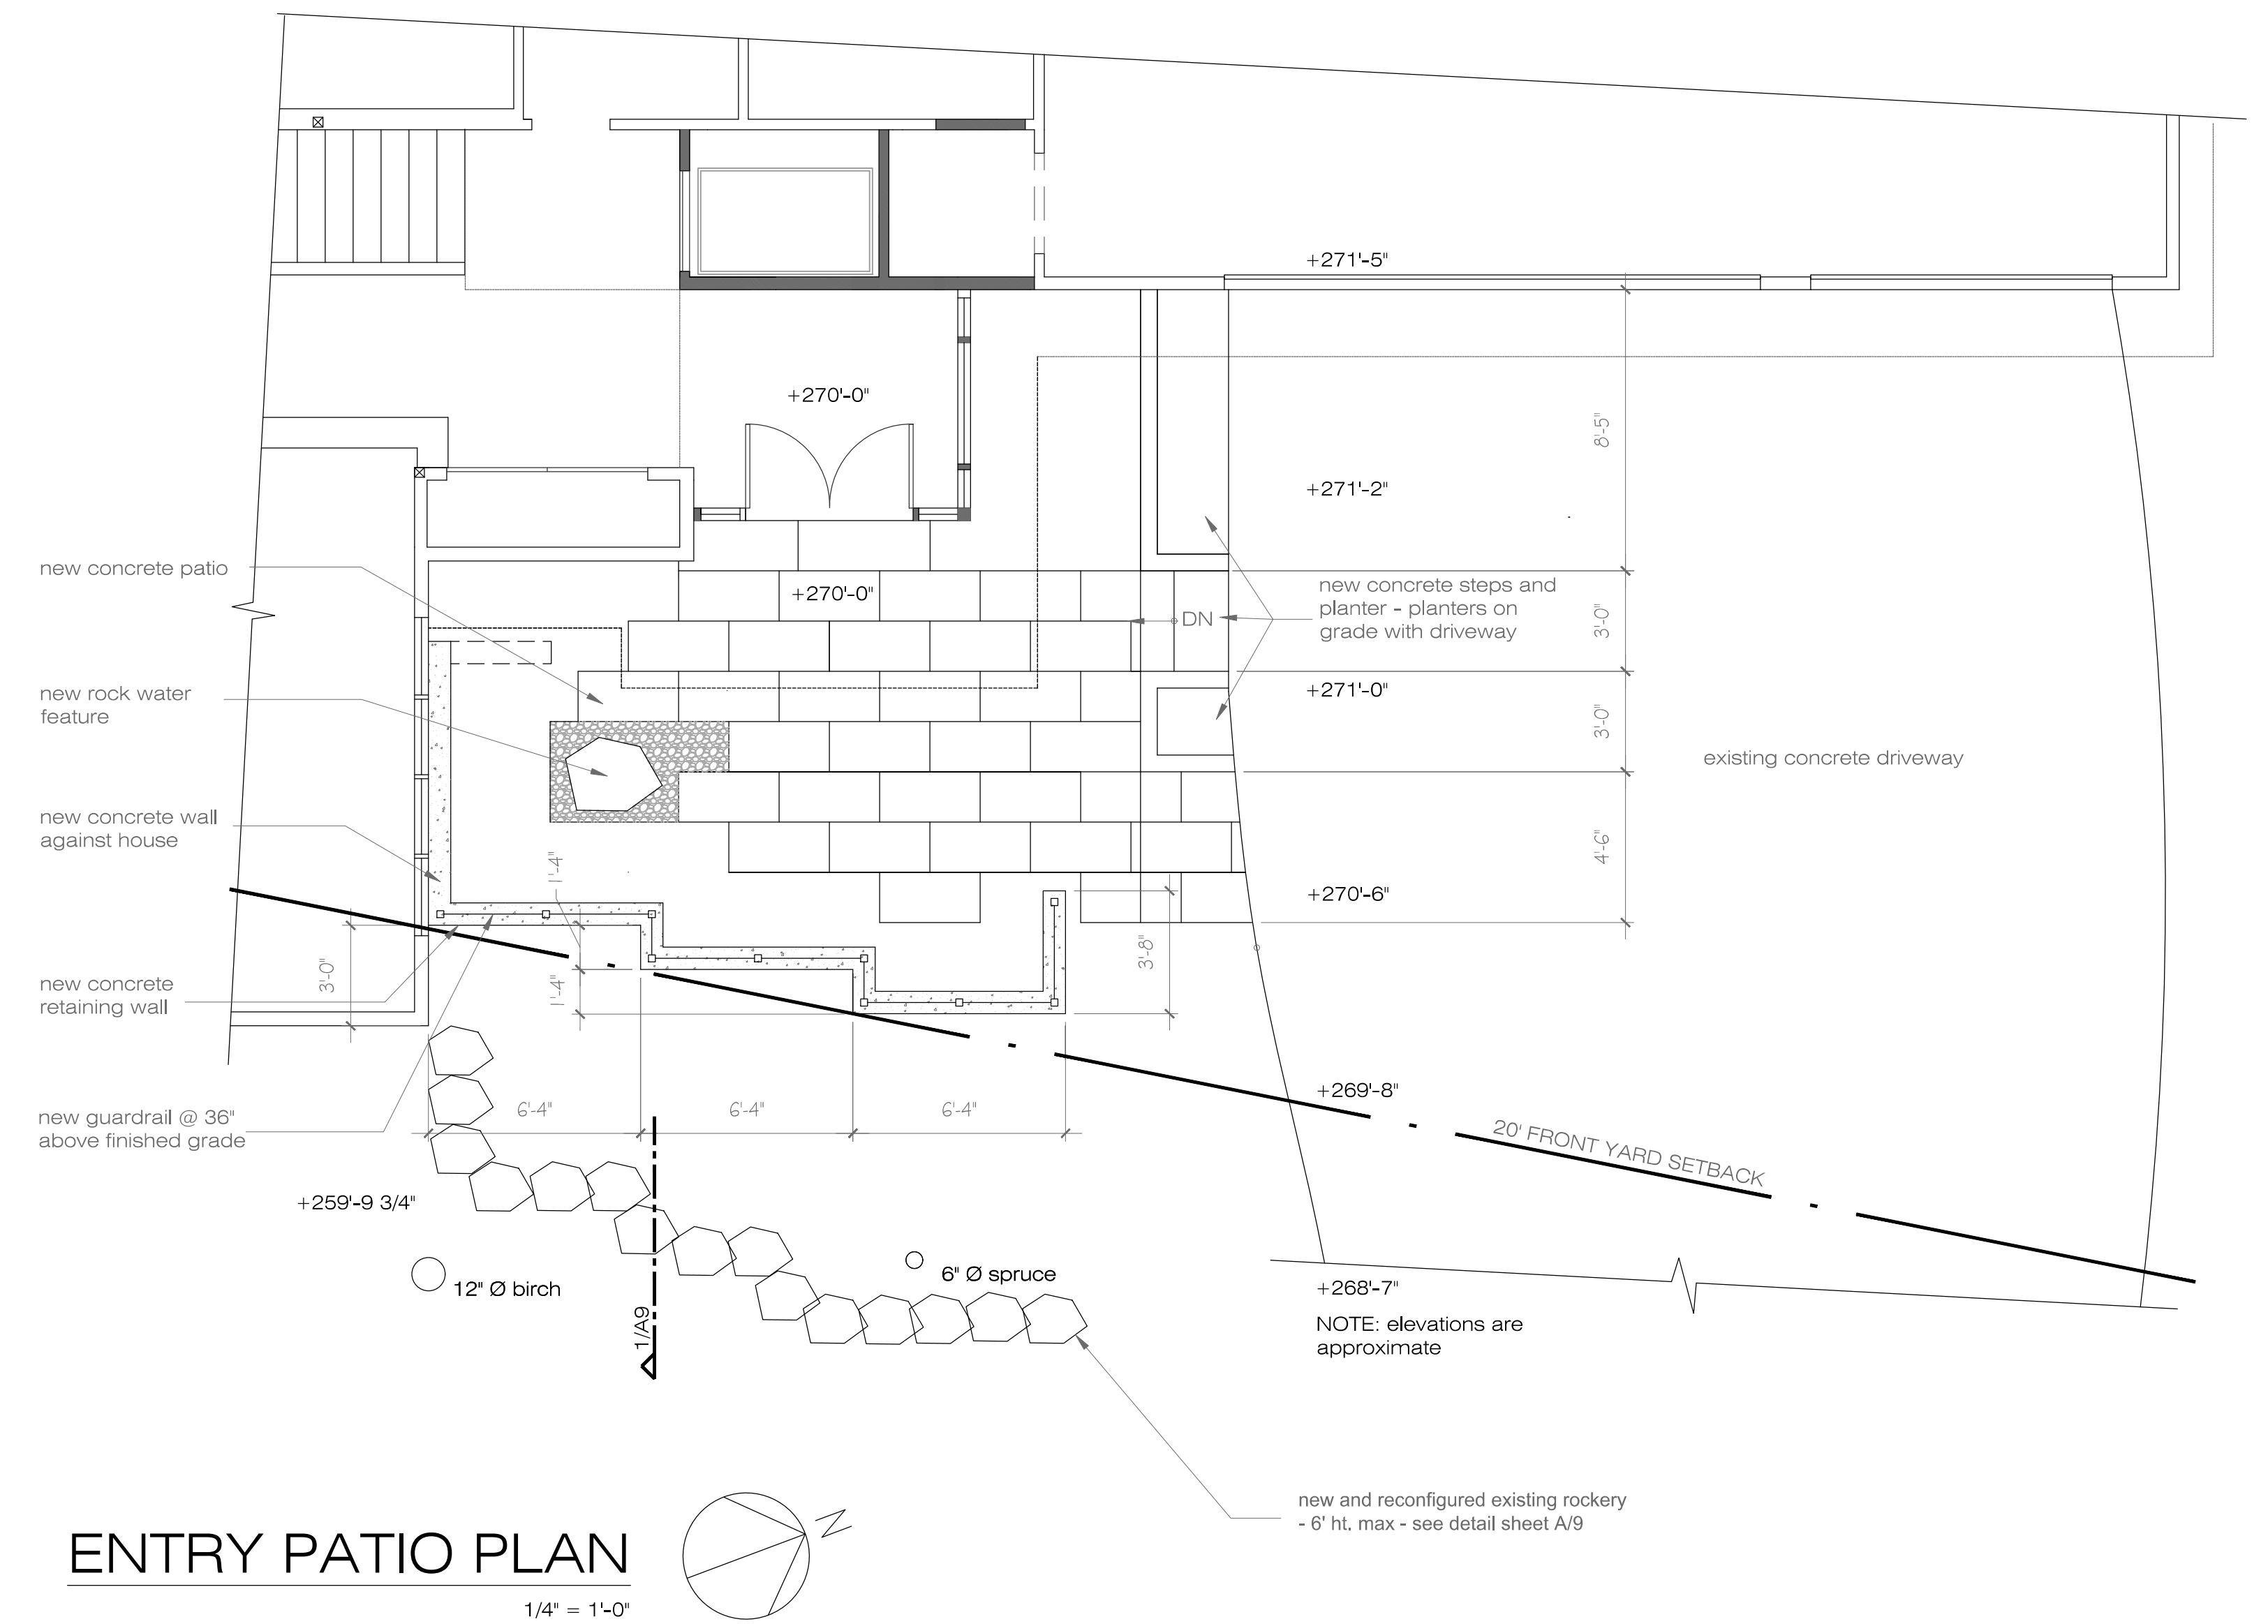 +271'-5"
+270'-0"
8'-5"
+271'-2"
new concrete patio
+270'-0"
new concrete steps and
planter - planters on
grade with driveway
DN
3'-0"
new rock water
feature
+271'-0"
3'-0"
existing concrete driveway
new concrete wall
against house
1'-4"
4'-6"
+270'-6"
3'-0"
1'-4"
3'-8"
new concrete
retaining wall
+269'-8"
new guardrail @ 36"
above finished grade
6'-4"
6'-4"
6'-4"
20' FRONT YARD SETBACK
+259'-9 3/4"
12" Ø birch
6" Ø spruce
1/A9
+268'-7"
NOTE: elevations are
approximate
new and reconfigured existing rockery
- 6' ht. max - see detail sheet A/9
N
ENTRY PATIO PLAN
1/4" = 1'-0"